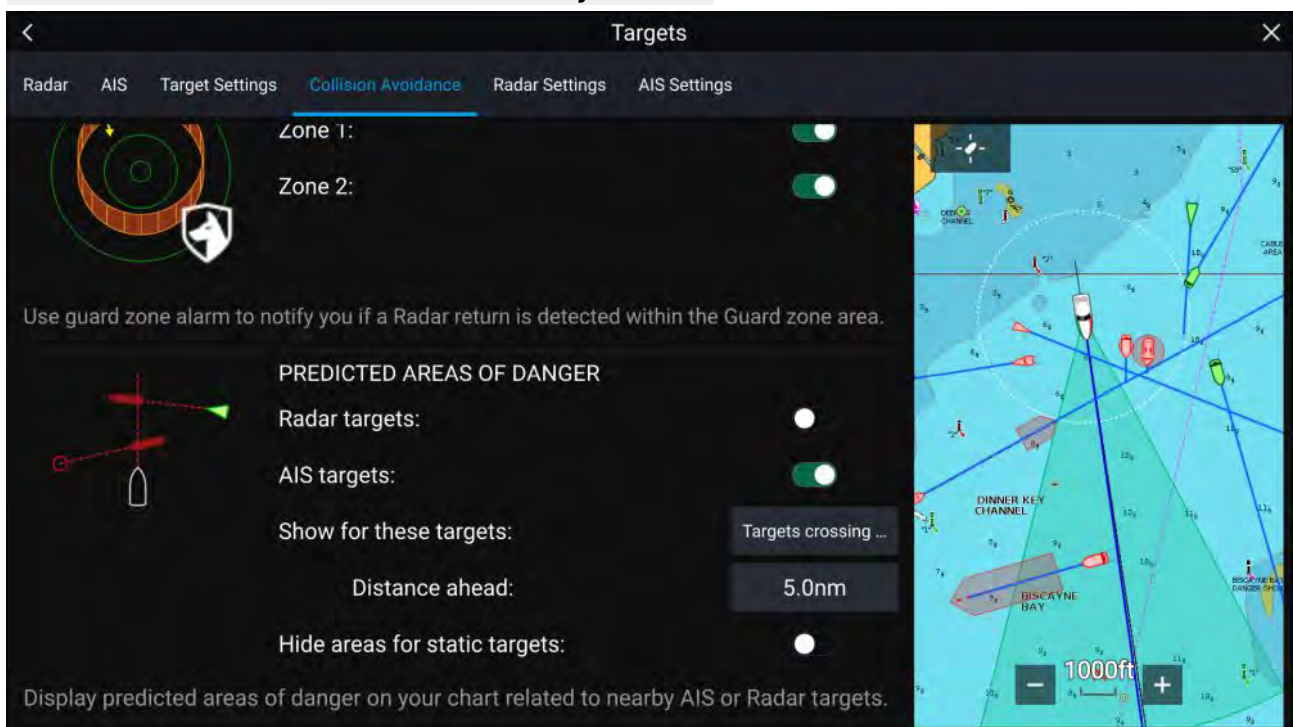 Targets
Radar AIS Target Settings Collision Avoidance Radar Settings AIS Settings
Zone 1:
Zone 2:
Use guard zone alarm to notify you if a Radar return is detected within the Guard zone area.
PREDICTED AREAS OF DANGER
Radar targets:
AIS targets:
Show for these targets: Targets crossing ...
Distance ahead: 5.0nm
Hide areas for static targets:
Display predicted areas of danger on your chart related to nearby AIS or Radar targets.
CHANNEL
CABLE
AREA
DINNER KEY
CHANNEL
BISCAYNE
BAY
1000ft